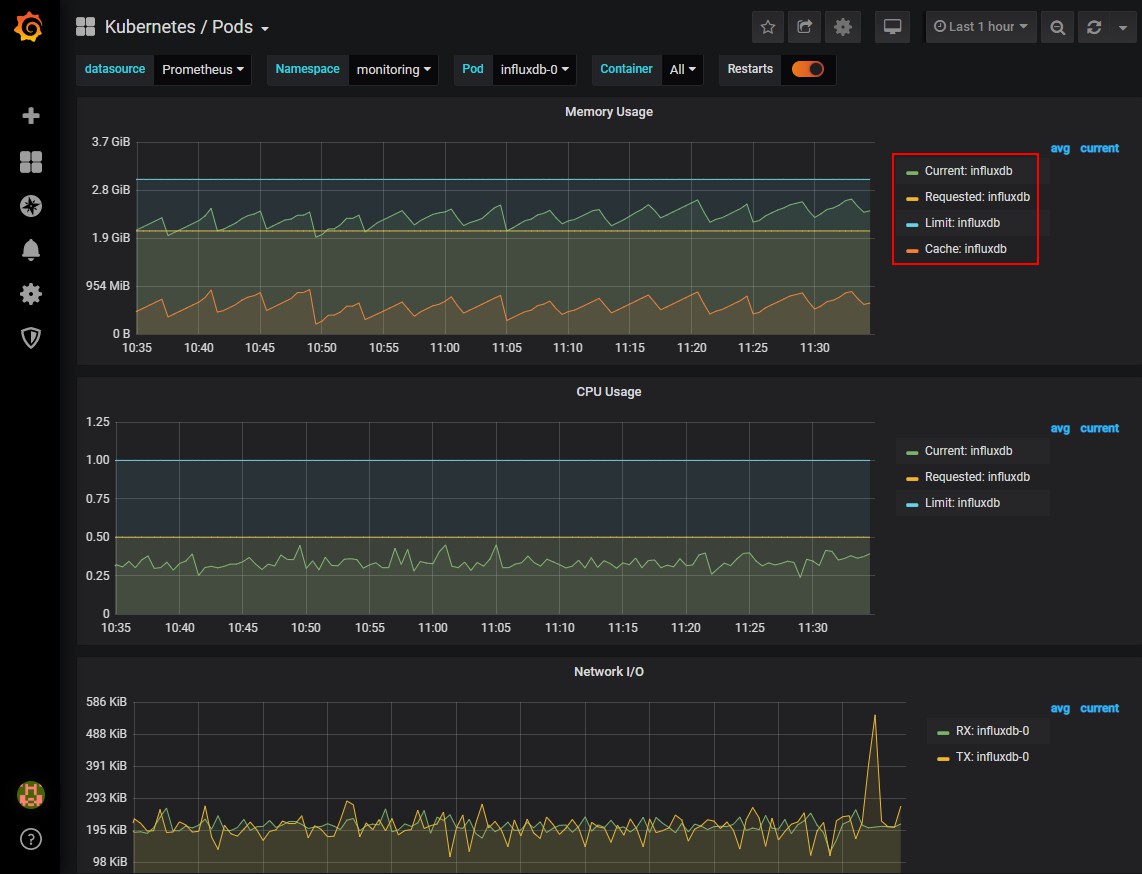 Kubernetes / Pods
Last 1 hour
datasource Prometheus Namespace monitoring Pod influxdb-0 Container All Restarts
Memory Usage
avg current
3.7 GiB
2.8 GiB
1.9 GiB
954 MiB
0 B
10:35 10:40 10:45 10:50 10:55 11:00 11:05 11:10 11:15 11:20 11:25 11:30
Current: influxdb
Requested: influxdb
Limit: influxdb
Cache: influxdb
CPU Usage
avg current
1.25
1.00
0.75
0.50
0.25
0
10:35 10:40 10:45 10:50 10:55 11:00 11:05 11:10 11:15 11:20 11:25 11:30
Current: influxdb
Requested: influxdb
Limit: influxdb
Network I/O
avg current
586 KiB
488 KiB
391 KiB
293 KiB
195 KiB
98 KiB
RX: influxdb-0
TX: influxdb-0